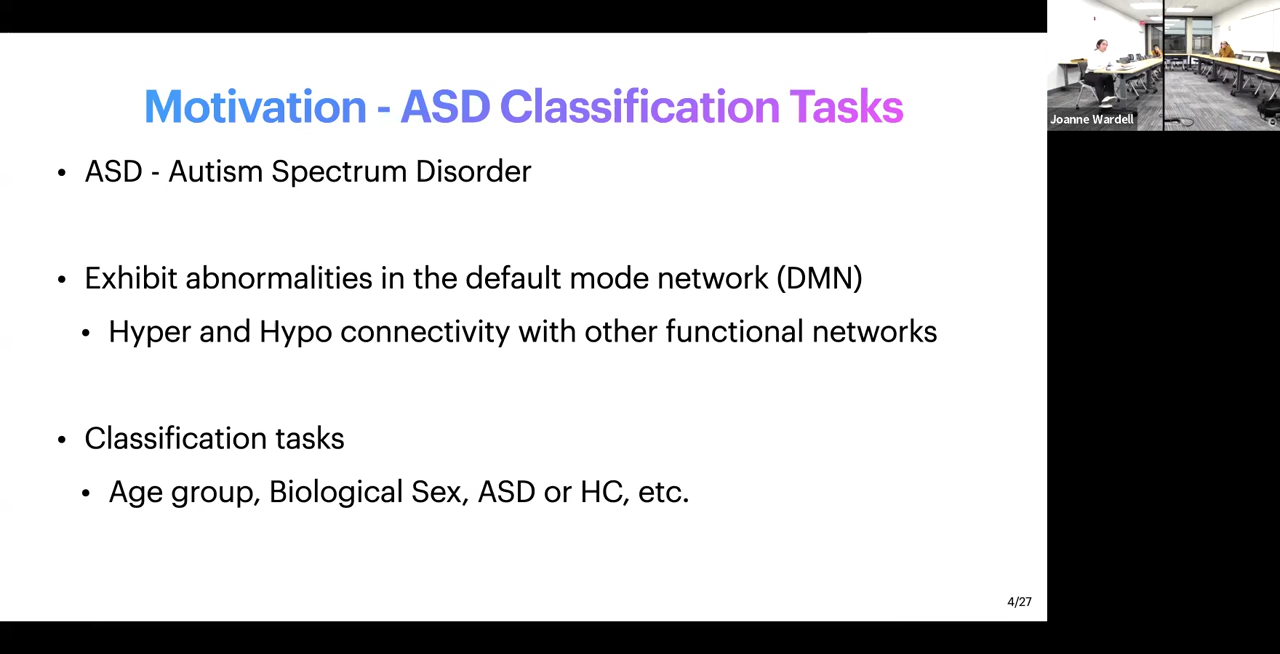 Motivation - ASD Classification Tasks
• ASD - Autism Spectrum Disorder
• Exhibit abnormalities in the default mode network (DMN)
• Hyper and Hypo connectivity with other functional networks
• Classification tasks
• Age group, Biological Sex, ASD or HC, etc.
4/27
Joanne Wardell